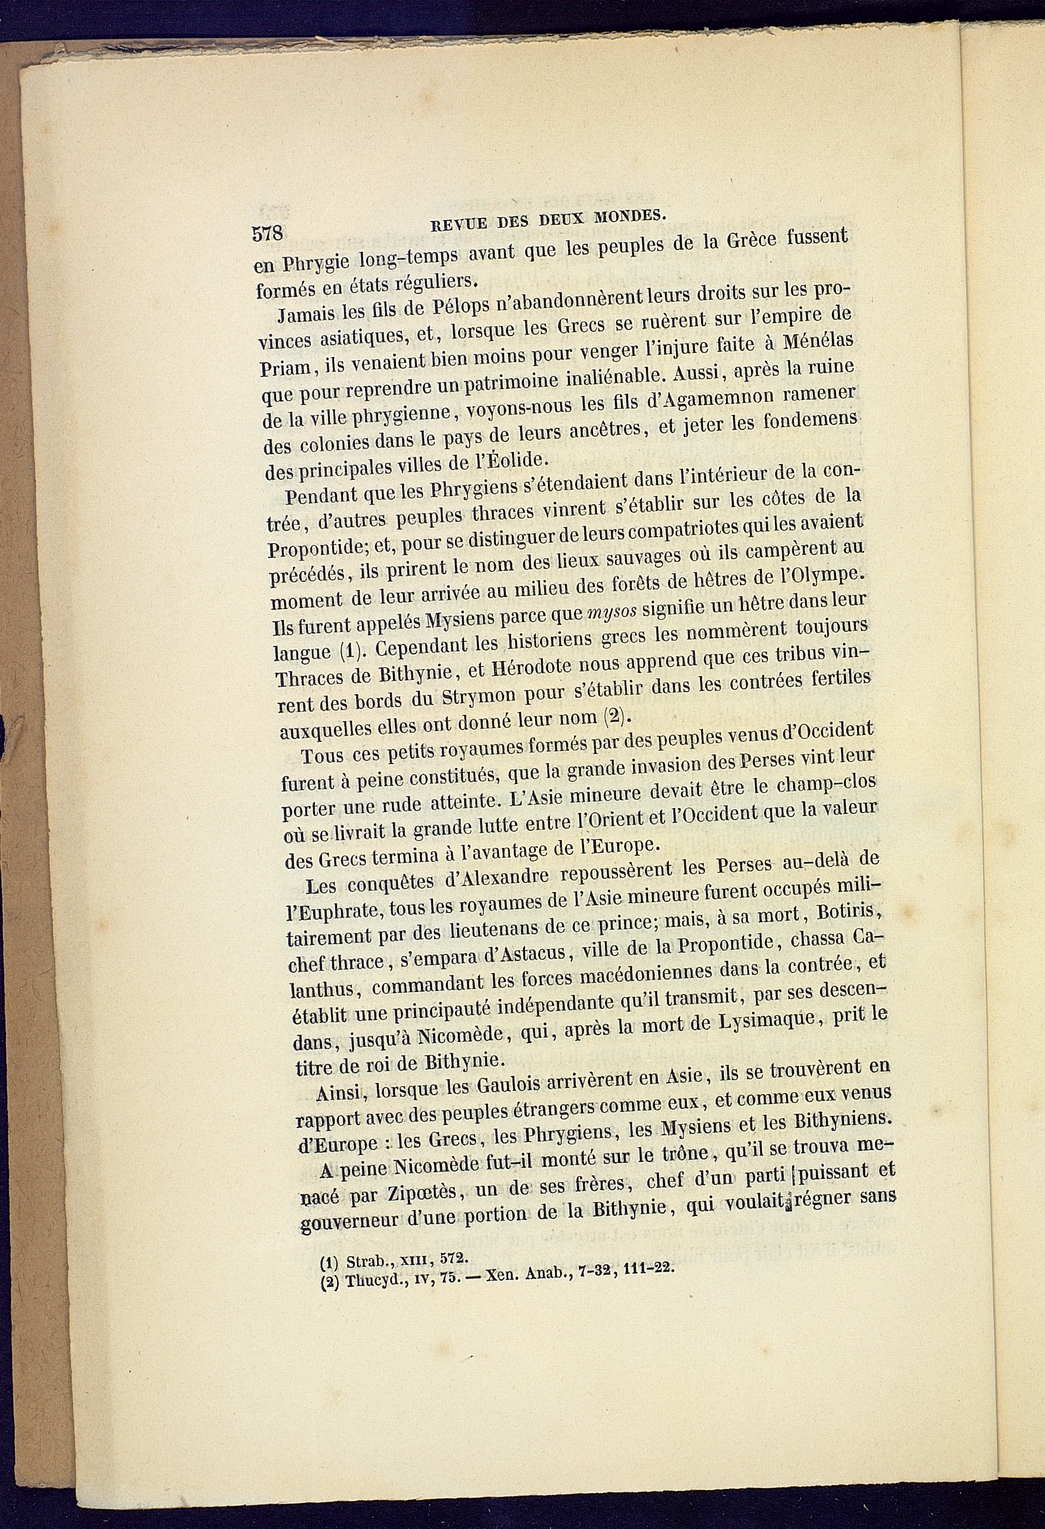 578 REVUE DES DEUX MONDES.
en Phrygie long-temps avant que les peuples de la Grèce fussent
formés en états réguliers.
Jamais les fils de Pélops n'abandonnèrent leurs droits sur les pro-
vinces asiatiques, et, lorsque les Grecs se ruèrent sur l'empire de
Priam, ils venaient bien moins pour venger l'injure faite à Ménélas
que pour reprendre un patrimoine inaliénable. Aussi, après la ruine
de la ville phrygienne, voyons-nous les fils d'Agamemnon ramener
des colonies dans le pays de leurs ancêtres, et jeter les fondemens
des principales villes de l'Éolide.
Pendant que les Phrygiens s'étendaient dans l'intérieur de la con-
trée, d'autres peuples thraces vinrent s'établir sur les côtes de la
Propontide; et, pour se distinguer de leurs compatriotes qui les avaient
précédés, ils prirent le nom des lieux sauvages où ils campèrent au
moment de leur arrivée au milieu des forêts de hêtres de l'Olympe.
Ils furent appelés Mysiens parce que mysos signifie un hêtre dans leur
langue (1). Cependant les historiens grecs les nommèrent toujours
Thraces de Bithynie, et Hérodote nous apprend que ces tribus vin-
rent des bords du Strymon pour s'établir dans les contrées fertiles
auxquelles elles ont donné leur nom (2).
Tous ces petits royaumes formés par des peuples venus d'Occident
furent à peine constitués, que la grande invasion des Perses vint leur
porter une rude atteinte. L'Asie mineure devait être le champ-clos
où se livrait la grande lutte entre l'Orient et l'Occident que la valeur
des Grecs termina à l'avantage de l'Europe.
Les conquêtes d'Alexandre repoussèrent les Perses au-delà de
l'Euphrate, tous les royaumes de l'Asie mineure furent occupés mili-
tairement par des lieutenans de ce prince; mais, à sa mort, Botiris,
chef thrace, s'empara d'Astacus, ville de la Propontide, chassa Ca-
lanthus, commandant les forces macédoniennes dans la contrée, et
établit une principauté indépendante qu'il transmit, par ses descen-
dans, jusqu'à Nicomède, qui, après la mort de Lysimaque, prit le
titre de roi de Bithynie.
Ainsi, lorsque les Gaulois arrivèrent en Asie, ils se trouvèrent en
rapport avec des peuples étrangers comme eux, et comme eux venus
d'Europe : les Grecs, les Phrygiens, les Mysiens et les Bithyniens.
A peine Nicomède fut-il monté sur le trône, qu'il se trouva me-
nacé par Zipœtès, un de ses frères, chef d'un parti puissant et
gouverneur d'une portion de la Bithynie, qui voulait régner sans
(1) Strab., XIII, 572.
(2) Thucyd., IV, 75. — Xen. Anab., 7-32, 111-22.